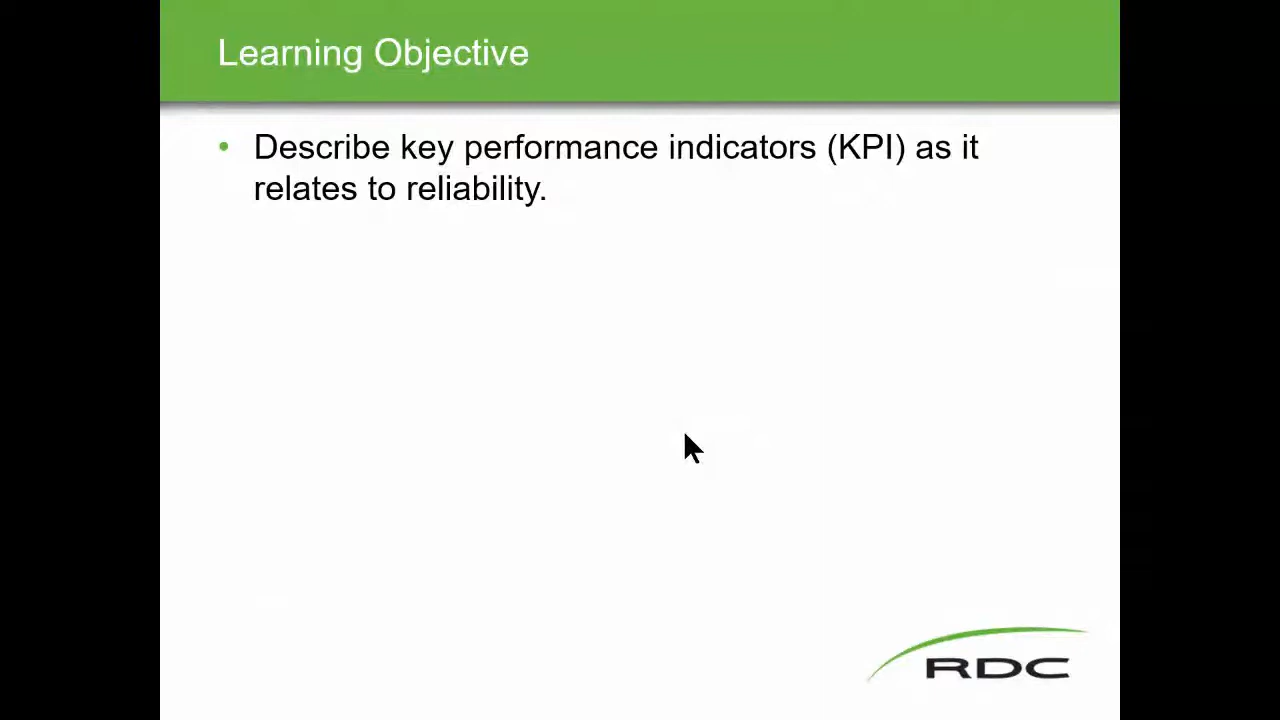 Learning Objective
• Describe key performance indicators (KPI) as it
relates to reliability.
RDC